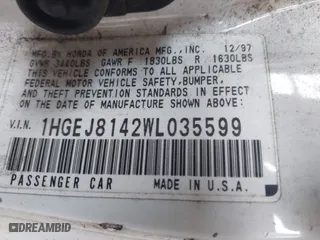 MFD.BY HONDA OF AMERICA MFG.,INC. 12/97
GVWR 3440LBS GAWR F 1830LBS R 1630LBS
THIS VEHICLE CONFORMS TO ALL APPLICABLE
FEDERAL MOTOR VEHICLE SAFETY,BUMPER,
AND THEFT PREVENTION STANDARDS IN EFFECT
ON THE DATE OF MANUFACTURE SHOWN ABOVE.
V.I.N. 1HGEJ8142WL035599
PASSENGER CAR MADE IN U.S.A.
© DREAMBID DREAMBID.COM